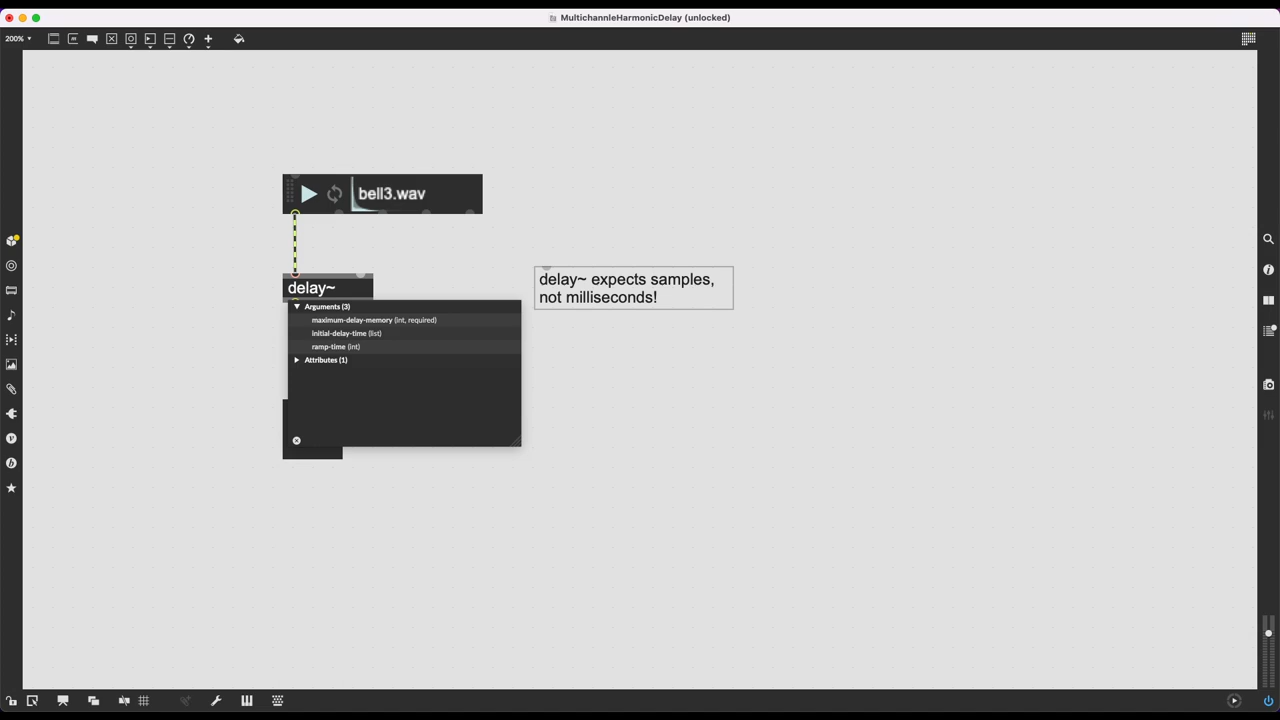 MultichannleHarmonicDelay (unlocked)
200%
bell3.wav
delay~
delay~ expects samples,
not milliseconds!
Arguments (3)
maximum-delay-memory (int, required)
initial-delay-time (list)
ramp-time (int)
Attributes (1)